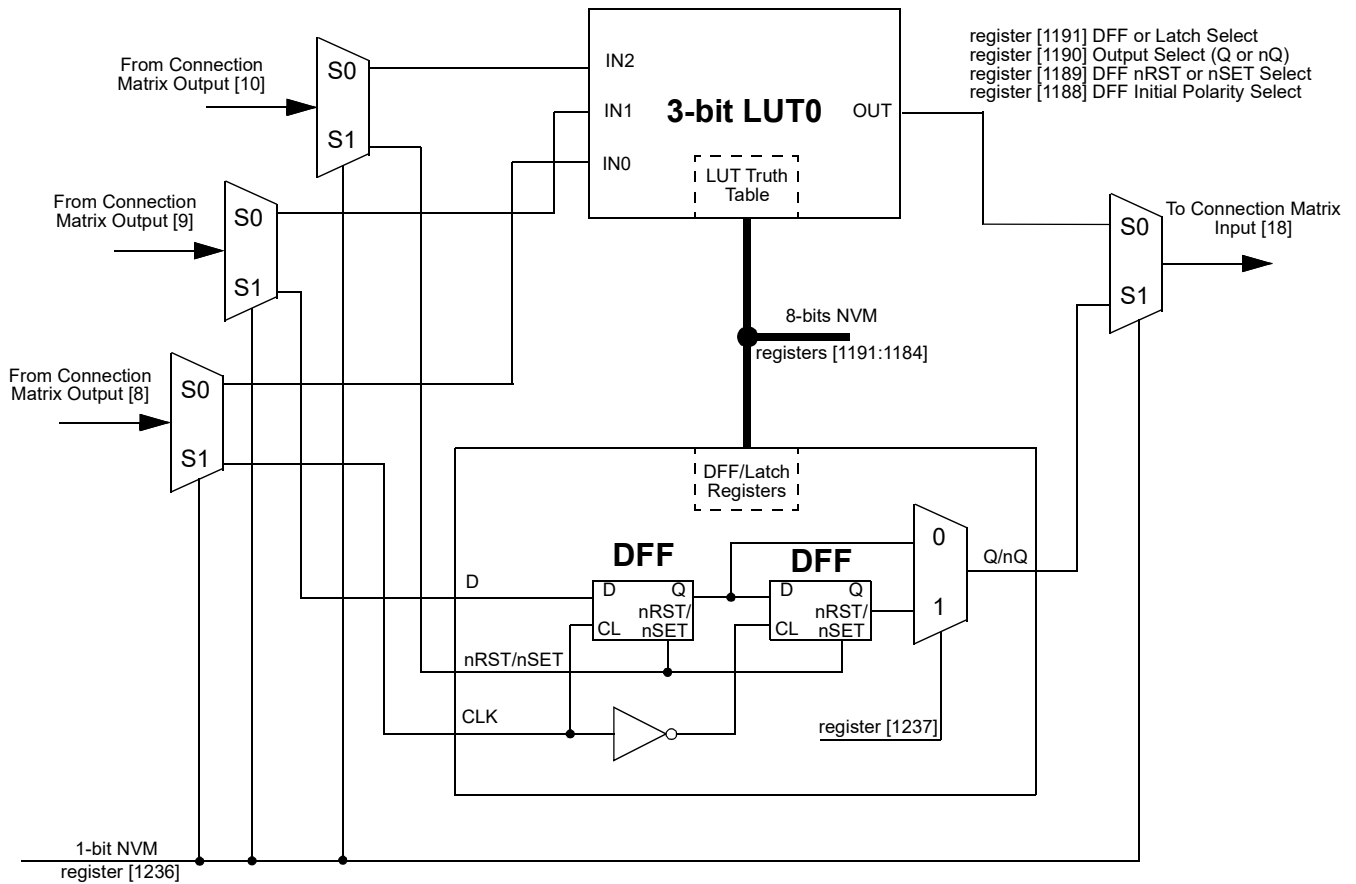 From Connection
Matrix Output [10]
S0
S1
IN2
IN1
IN0
3-bit LUT0
OUT
LUT Truth
Table
register [1191] DFF or Latch Select
register [1190] Output Select (Q or nQ)
register [1189] DFF nRST or nSET Select
register [1188] DFF Initial Polarity Select
From Connection
Matrix Output [9]
S0
S1
To Connection Matrix
Input [18]
S0
S1
8-bits NVM
registers [1191:1184]
From Connection
Matrix Output [8]
S0
S1
DFF/Latch
Registers
DFF
DFF
D
D
Q
nRST/
nSET
CL
D
Q
nRST/
nSET
CL
0
1
Q/nQ
nRST/nSET
CLK
register [1237]
1-bit NVM
register [1236]